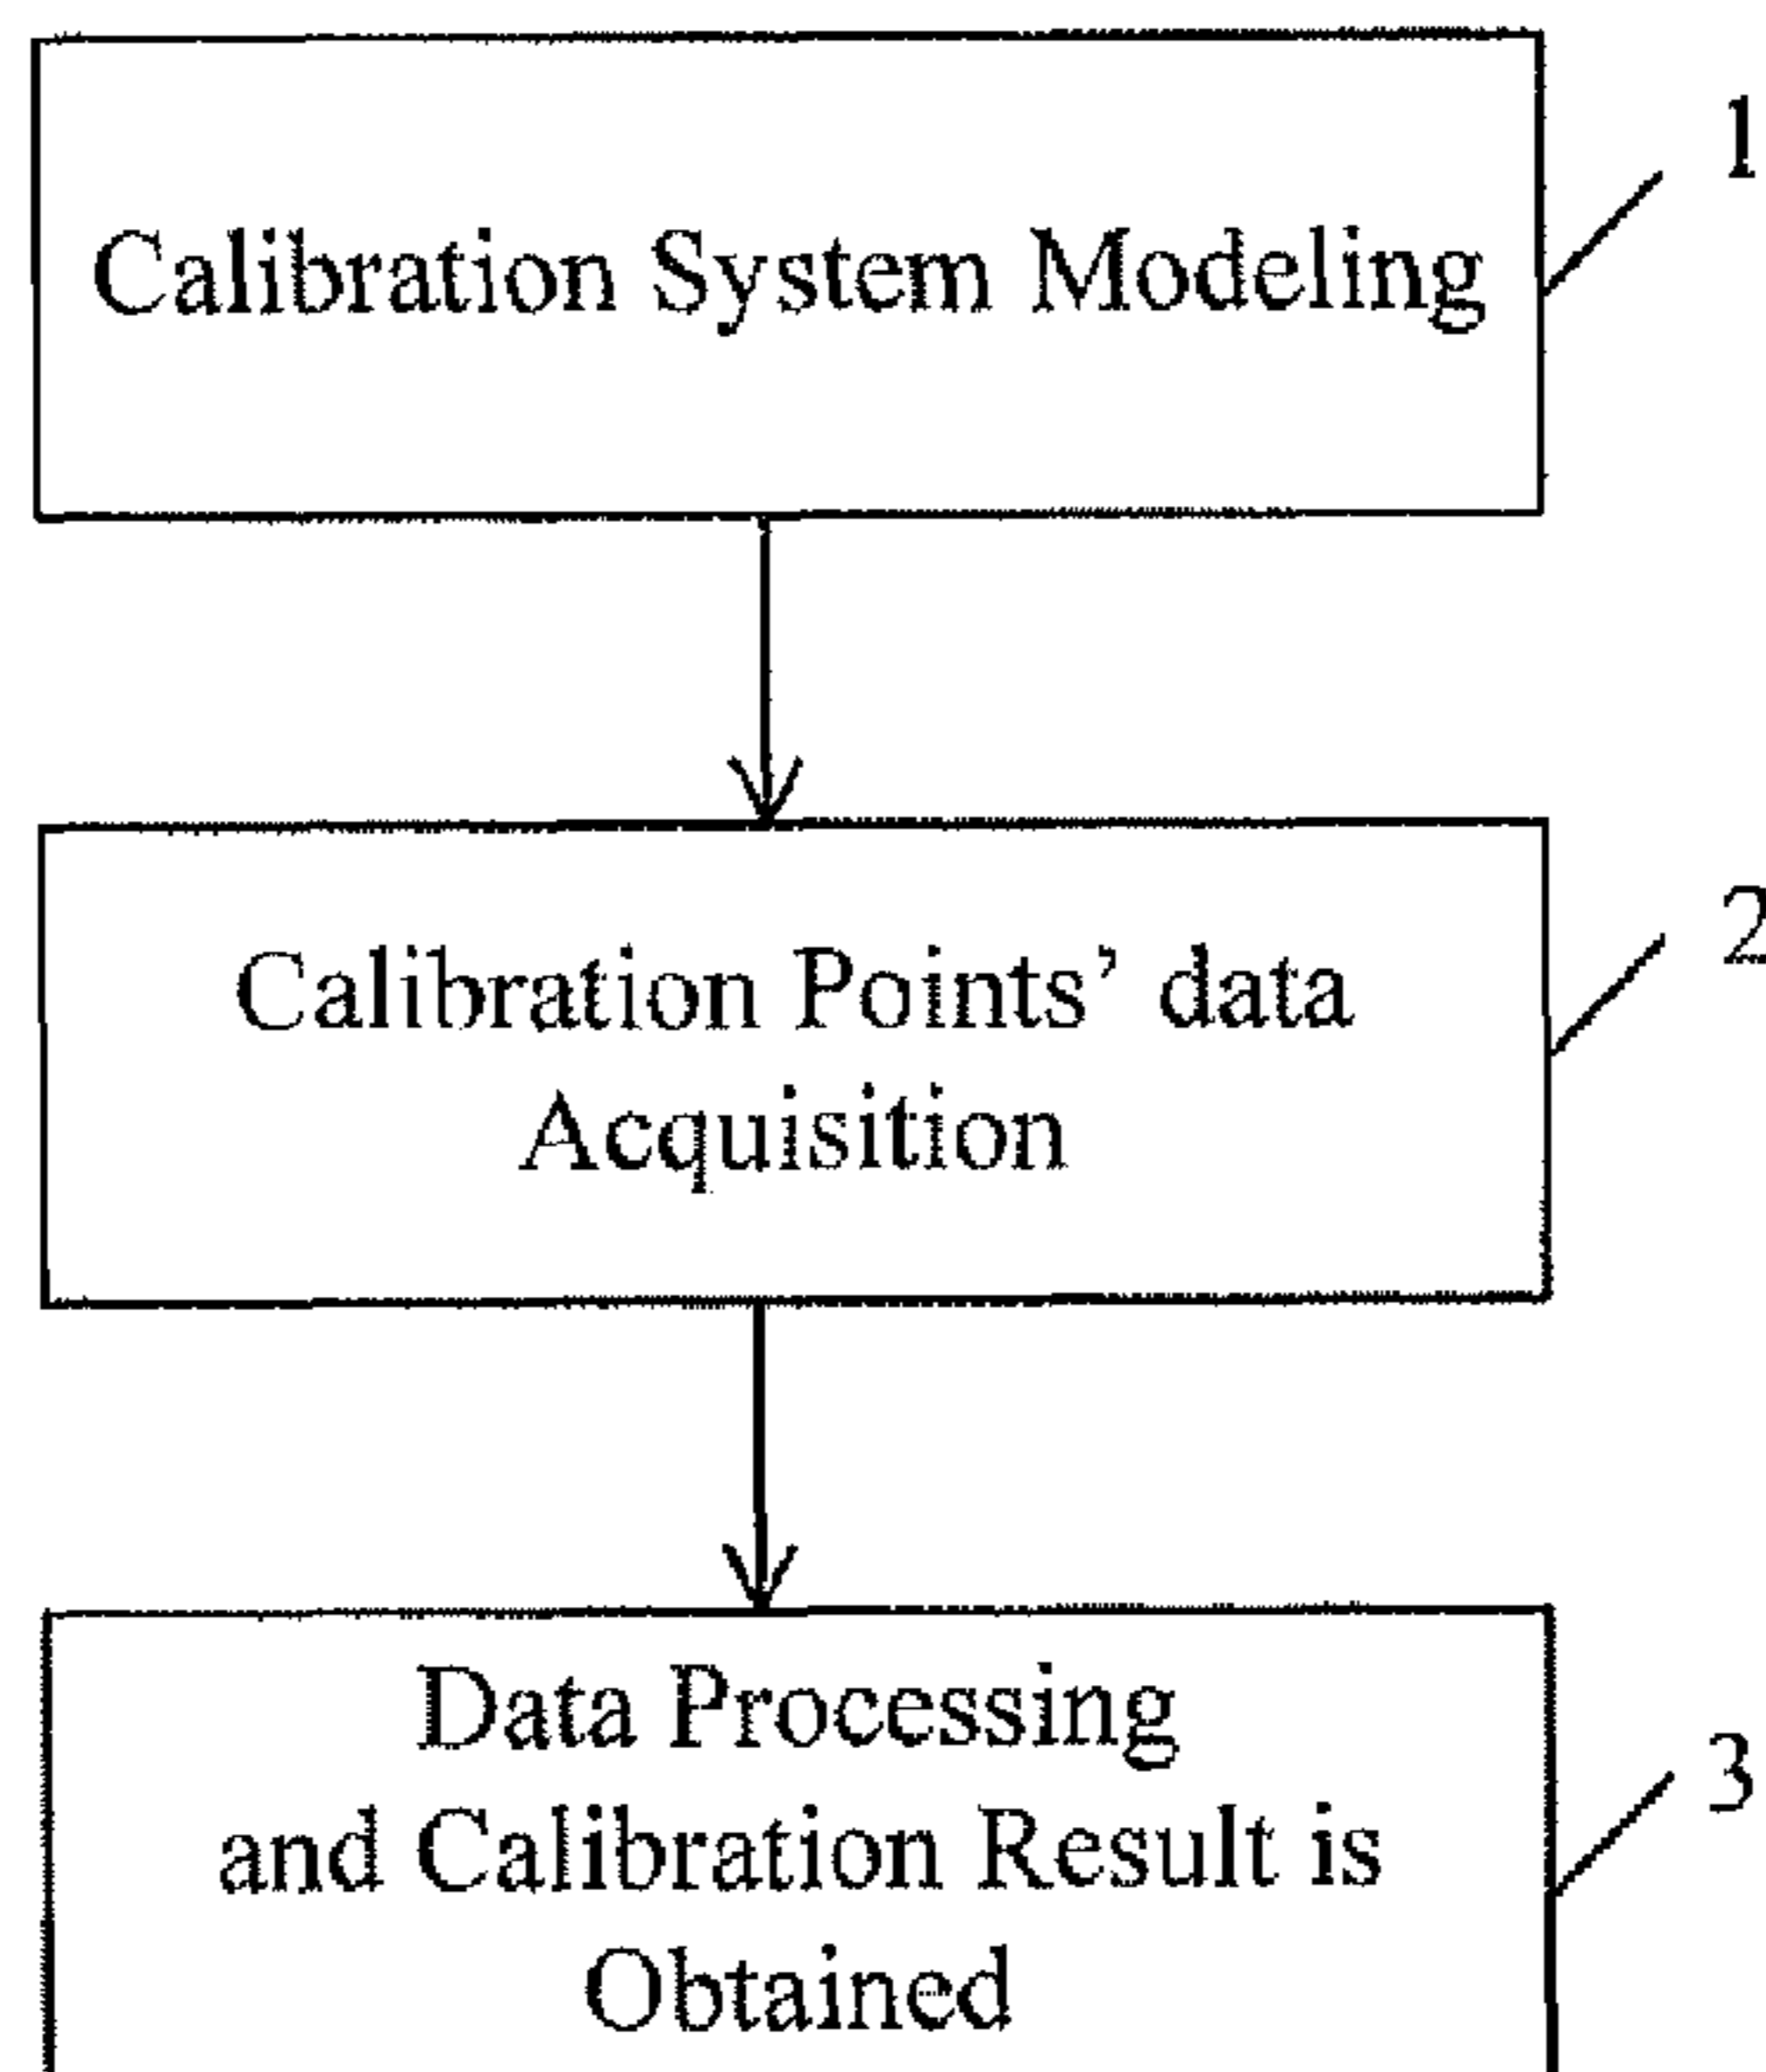 1
Calibration System Modeling
2
Calibration Points’ data
Acquisition
3
Data Processing
and Calibration Result is
Obtained